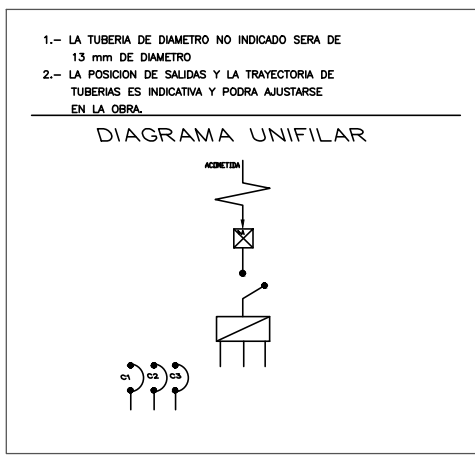 1.- LA TUBERIA DE DIAMETRO NO INDICADO SERA DE
13 mm DE DIAMETRO
2.- LA POSICION DE SALIDAS Y LA TRAYECTORIA DE
TUBERIAS ES INDICATIVA Y PODRA AJUSTARSE
EN LA OBRA.
DIAGRAMA UNIFILAR
ACOMETIDA
C1 C2 C3